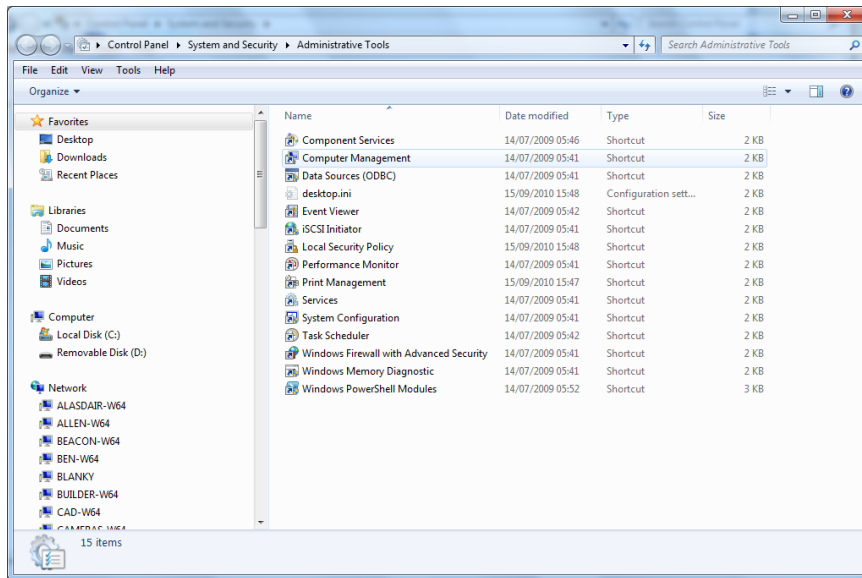 Control Panel ▸ System and Security ▸ Administrative Tools
Search Administrative Tools
File Edit View Tools Help
Organize
Name Date modified Type Size
Favorites
Desktop
Downloads
Recent Places
Libraries
Documents
Music
Pictures
Videos
Computer
Local Disk (C:)
Removable Disk (D:)
Network
ALASDAIR-W64
ALLEN-W64
BEACON-W64
BEN-W64
BLANKY
BUILDER-W64
CAD-W64
CAMERAS-W64
Component Services 14/07/2009 05:46 Shortcut 2 KB
Computer Management 14/07/2009 05:41 Shortcut 2 KB
Data Sources (ODBC) 14/07/2009 05:41 Shortcut 2 KB
desktop.ini 15/09/2010 15:48 Configuration sett... 2 KB
Event Viewer 14/07/2009 05:42 Shortcut 2 KB
iSCSI Initiator 14/07/2009 05:41 Shortcut 2 KB
Local Security Policy 15/09/2010 15:48 Shortcut 2 KB
Performance Monitor 14/07/2009 05:41 Shortcut 2 KB
Print Management 15/09/2010 15:47 Shortcut 2 KB
Services 14/07/2009 05:41 Shortcut 2 KB
System Configuration 14/07/2009 05:41 Shortcut 2 KB
Task Scheduler 14/07/2009 05:42 Shortcut 2 KB
Windows Firewall with Advanced Security 14/07/2009 05:41 Shortcut 2 KB
Windows Memory Diagnostic 14/07/2009 05:41 Shortcut 2 KB
Windows PowerShell Modules 14/07/2009 05:52 Shortcut 3 KB
15 items